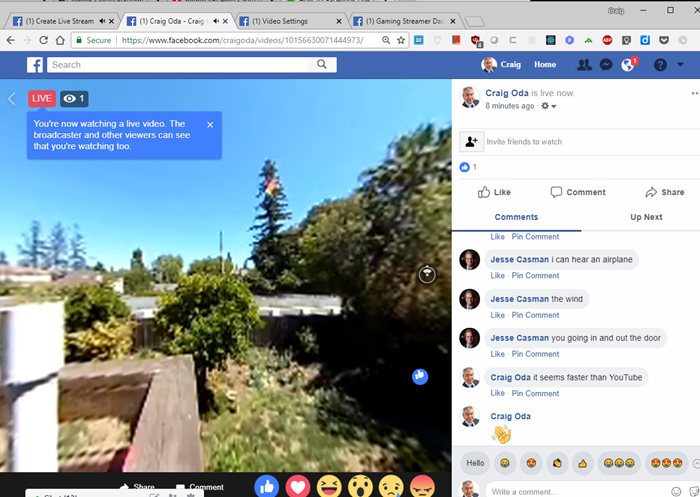 Craig
(1) Create Live Stream
(1) Craig Oda - Craig
(1) Video Settings
(1) Gaming Streamer Das
Secure https://www.facebook.com/craigoda/videos/10156630071444973/
Search
Craig Home 1
LIVE 1
You're now watching a live video. The
broadcaster and other viewers can see
that you're watching too.
Craig Oda is live now.
8 minutes ago
Invite friends to watch
1
Like Comment Share
Comments Up Next
Like · Pin Comment
Jesse Casman i can hear an airplane
Like · Pin Comment
Jesse Casman the wind
Like · Pin Comment
Jesse Casman you going in and out the door
Like · Pin Comment
Craig Oda it seems faster than YouTube
Like · Pin Comment
Craig Oda
Hello
Write a comment...
Share Comment